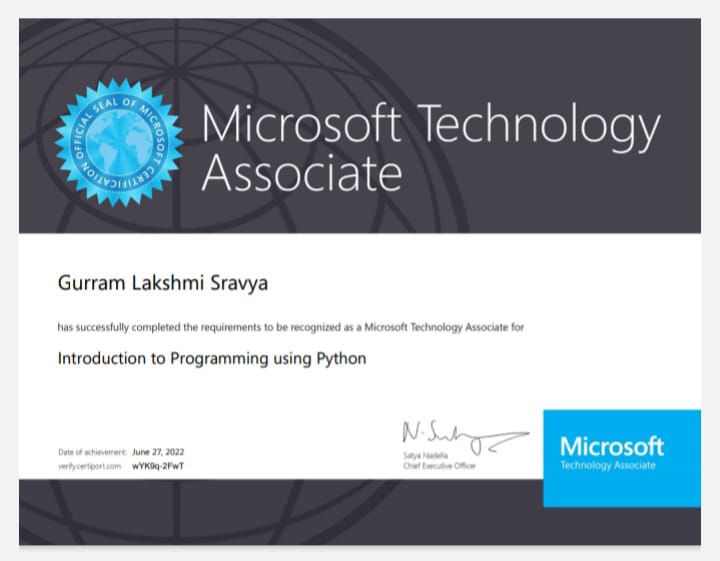 OFFICIAL SEAL OF MICROSOFT CERTIFICATION
Microsoft Technology
Associate
Gurram Lakshmi Sravya
has successfully completed the requirements to be recognized as a Microsoft Technology Associate for
Introduction to Programming using Python
Date of achievement: June 27, 2022
verify.certiport.com wYK9q-2FwT
N. Satya
Satya Nadella
Chief Executive Officer
Microsoft
Technology Associate